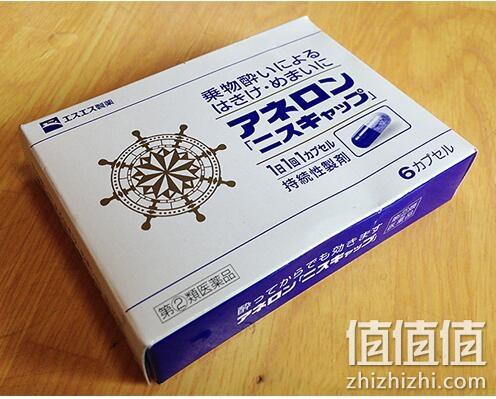 エスエス製薬
乗物酔いによる
はきけ・めまいに
アネロン
「ニスキャップ」
1日1回1カプセル
持続性製剤
6カプセル
指定第②類医薬品
酔ってからでも効きます
アネロン「ニスキャップ」
値值值
zhizhizhi.com